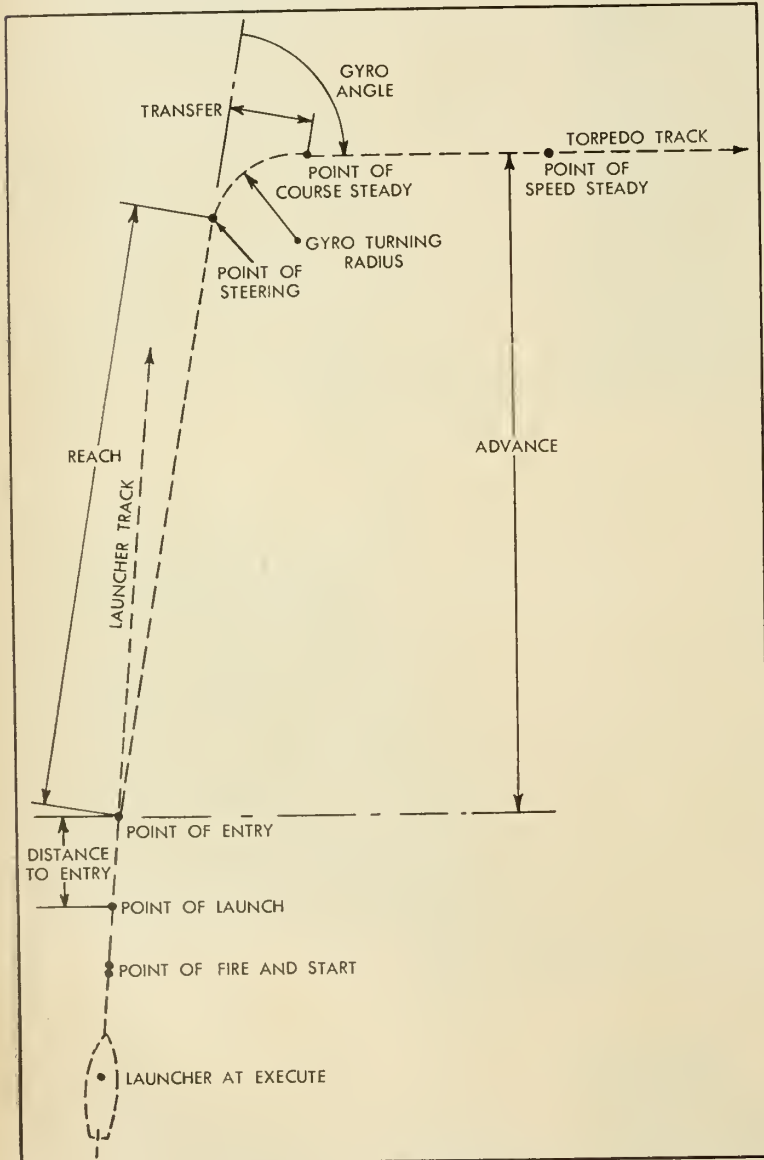 GYRO
ANGLE
TRANSFER
TORPEDO TRACK
POINT OF
COURSE STEADY
POINT OF
SPEED STEADY
GYRO TURNING
RADIUS
POINT OF
STEERING
REACH
LAUNCHER TRACK
ADVANCE
POINT OF ENTRY
DISTANCE
TO ENTRY
POINT OF LAUNCH
POINT OF FIRE AND START
LAUNCHER AT EXECUTE